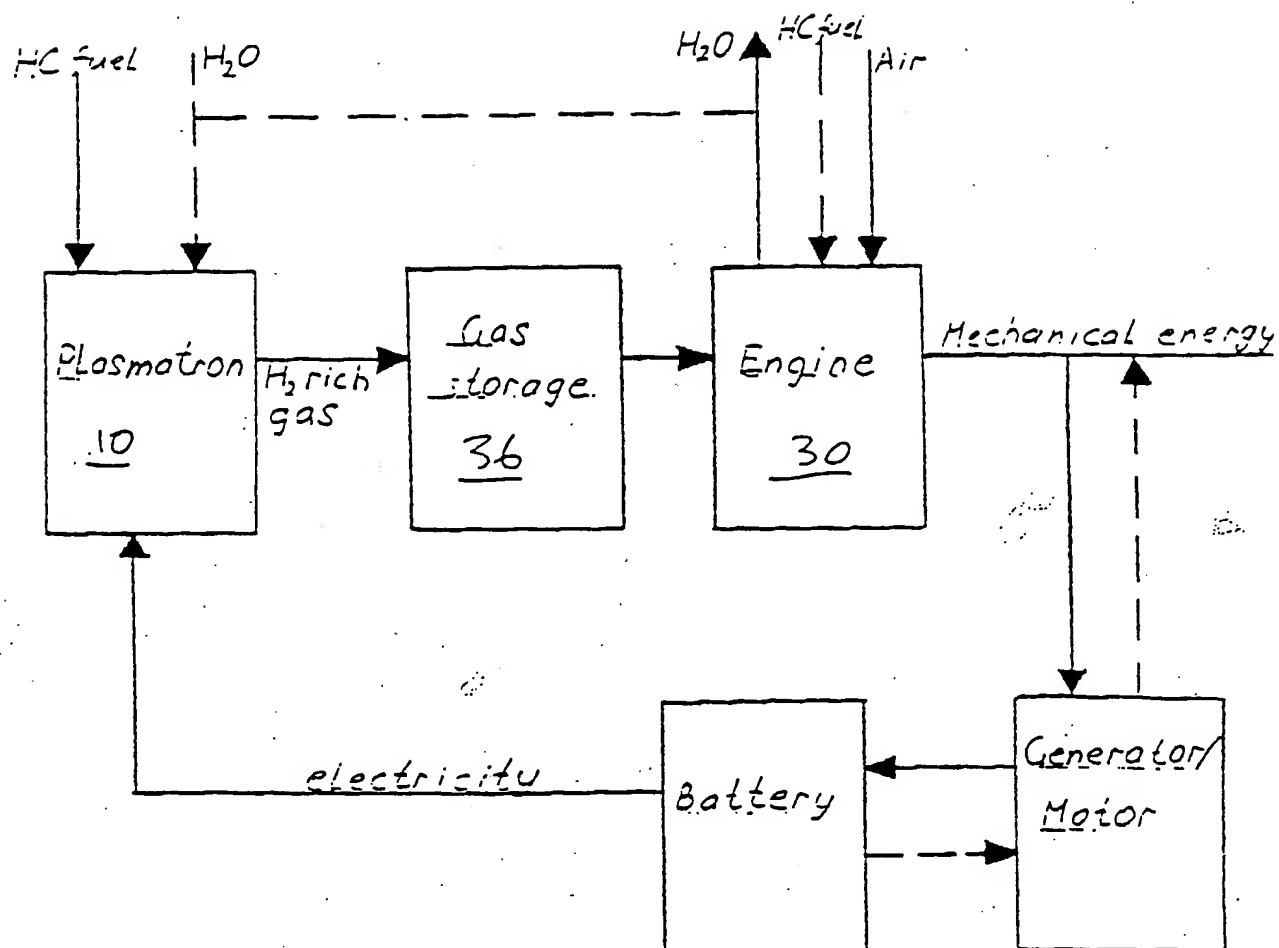 HC fuel
H₂O
H₂O
HC fuel
Air
Plasmatron
10
H₂ rich
gas
Gas
storage
36
Engine
30
Mechanical energy
electricity
Battery
Generator/
Motor